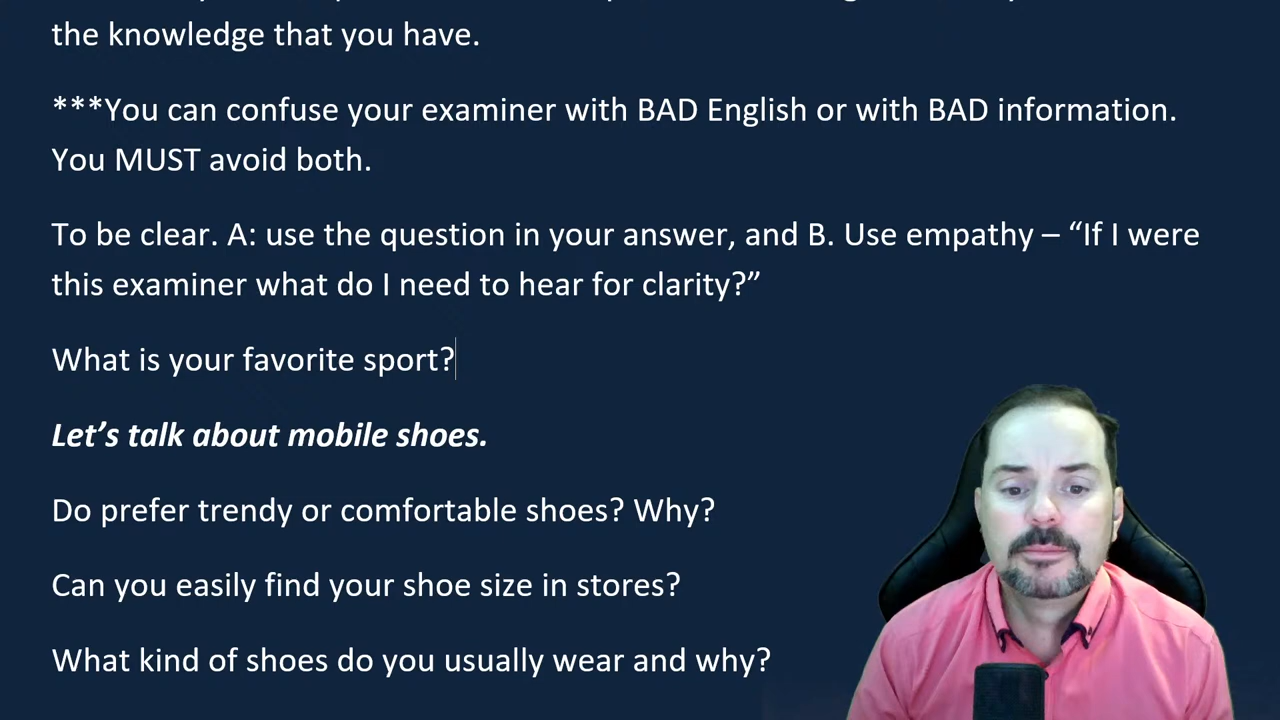 the knowledge that you have.
***You can confuse your examiner with BAD English or with BAD information.
You MUST avoid both.
To be clear. A: use the question in your answer, and B. Use empathy – “If I were
this examiner what do I need to hear for clarity?”
What is your favorite sport?
Let’s talk about mobile shoes.
Do prefer trendy or comfortable shoes? Why?
Can you easily find your shoe size in stores?
What kind of shoes do you usually wear and why?